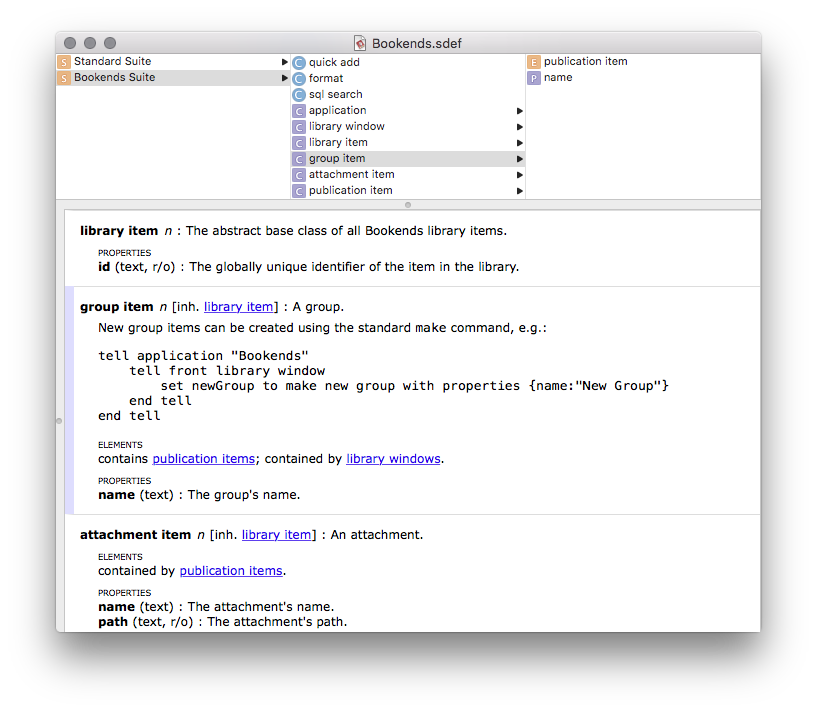 Bookends.sdef
S Standard Suite
S Bookends Suite
C quick add
C format
C sql search
C application
C library window
C library item
C group item
C attachment item
C publication item
E publication item
P name
library item n : The abstract base class of all Bookends library items.
PROPERTIES
id (text, r/o) : The globally unique identifier of the item in the library.
group item n [inh. library item] : A group.
New group items can be created using the standard make command, e.g.:
tell application "Bookends"
tell front library window
set newGroup to make new group with properties {name:"New Group"}
end tell
end tell
ELEMENTS
contains publication items; contained by library windows.
PROPERTIES
name (text) : The group's name.
attachment item n [inh. library item] : An attachment.
ELEMENTS
contained by publication items.
PROPERTIES
name (text) : The attachment's name.
path (text, r/o) : The attachment's path.